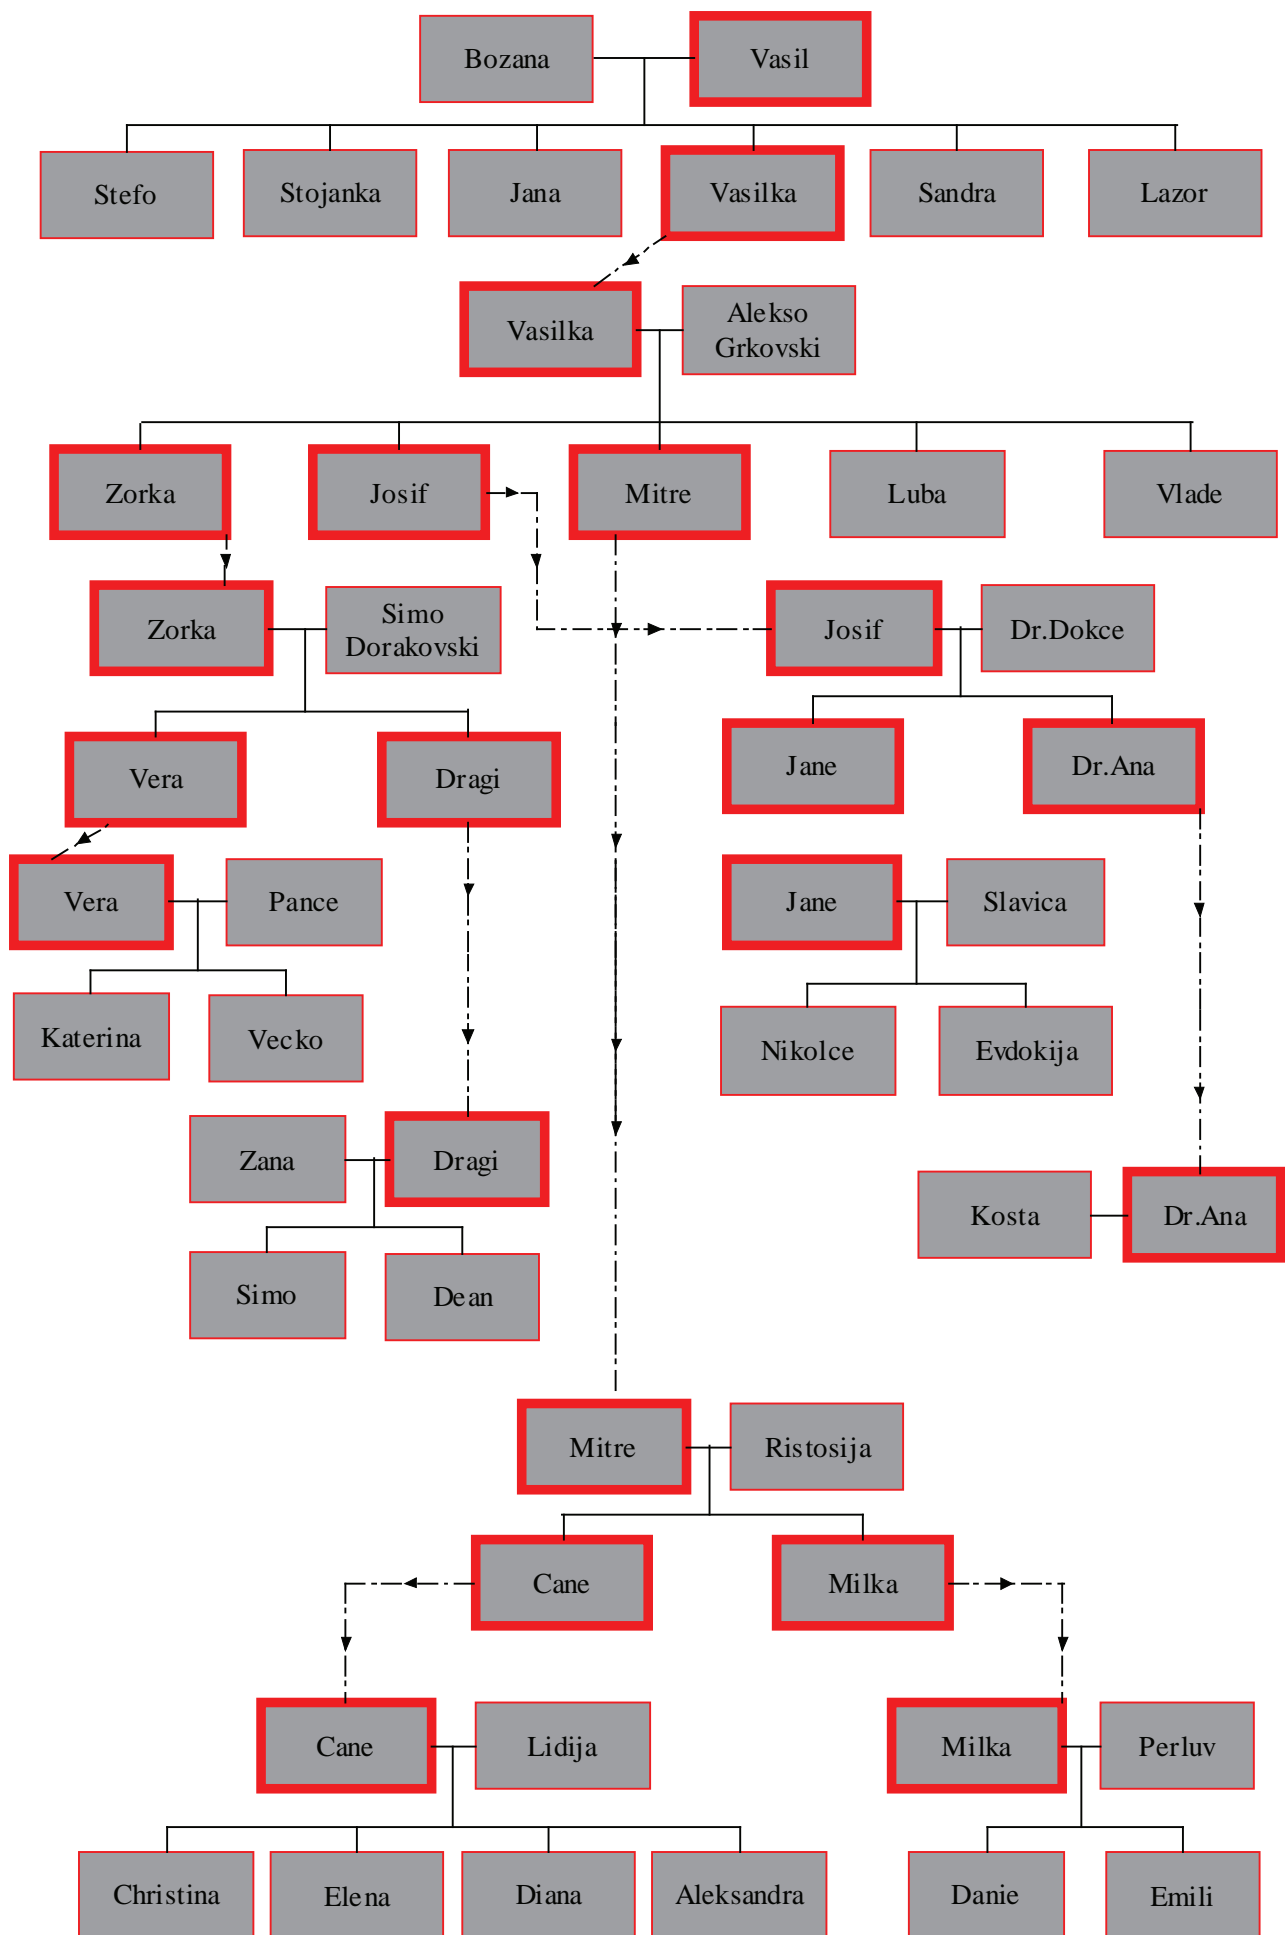 Bozana
Vasil
Stefo
Stojanka
Jana
Vasilka
Sandra
Lazor
Vasilka
Alekso
Grkovski
Zorka
Josif
Mitre
Luba
Vlade
Zorka
Simo
Dorakovski
Josif
Dr.Dokce
Vera
Dragi
Jane
Dr.Ana
Vera
Pance
Jane
Slavica
Katerina
Vecko
Nikolce
Evdokija
Zana
Dragi
Kosta
Dr.Ana
Simo
Dean
Mitre
Ristosija
Cane
Milka
Cane
Lidija
Milka
Perluv
Christina
Elena
Diana
Aleksandra
Danie
Emili